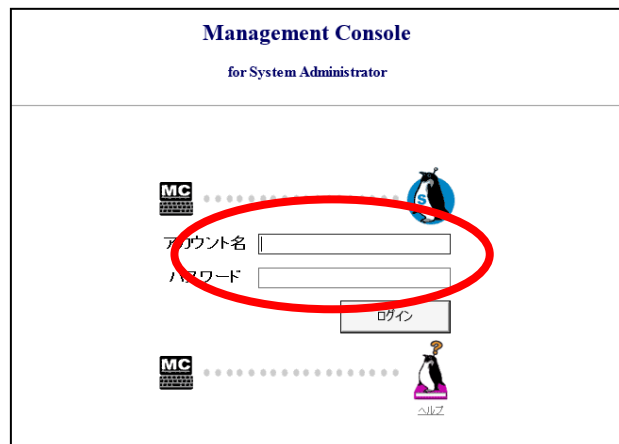 Management Console
for System Administrator
MC
S
アカウント名
パスワード
ログイン
MC
?
ヘルプ